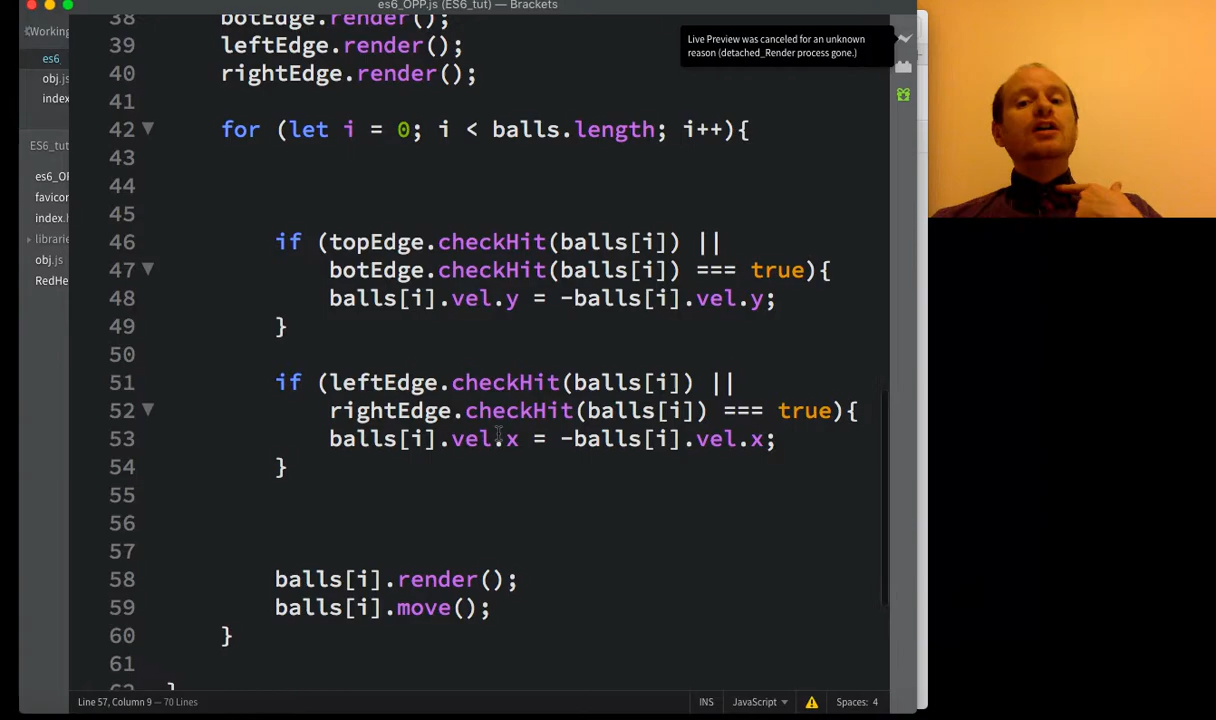 es6_OPP.js (ES6_tut) — Brackets
Working
es6
obj.js
index
ES6_tut
es6_OP
favicon
index.h
libraries
obj.js
RedHe
Live Preview was canceled for an unknown
reason (detached_Render process gone.)
38 botEdge.render();
39 leftEdge.render();
40 rightEdge.render();
41
42 for (let i = 0; i < balls.length; i++){
43
44
45
46 if (topEdge.checkHit(balls[i]) ||
47 botEdge.checkHit(balls[i]) === true){
48 balls[i].vel.y = -balls[i].vel.y;
49 }
50
51 if (leftEdge.checkHit(balls[i]) ||
52 rightEdge.checkHit(balls[i]) === true){
53 balls[i].vel.x = -balls[i].vel.x;
54 }
55
56
57
58 balls[i].render();
59 balls[i].move();
60 }
61
62 }
Line 57, Column 9 — 70 Lines
INS
JavaScript
Spaces: 4